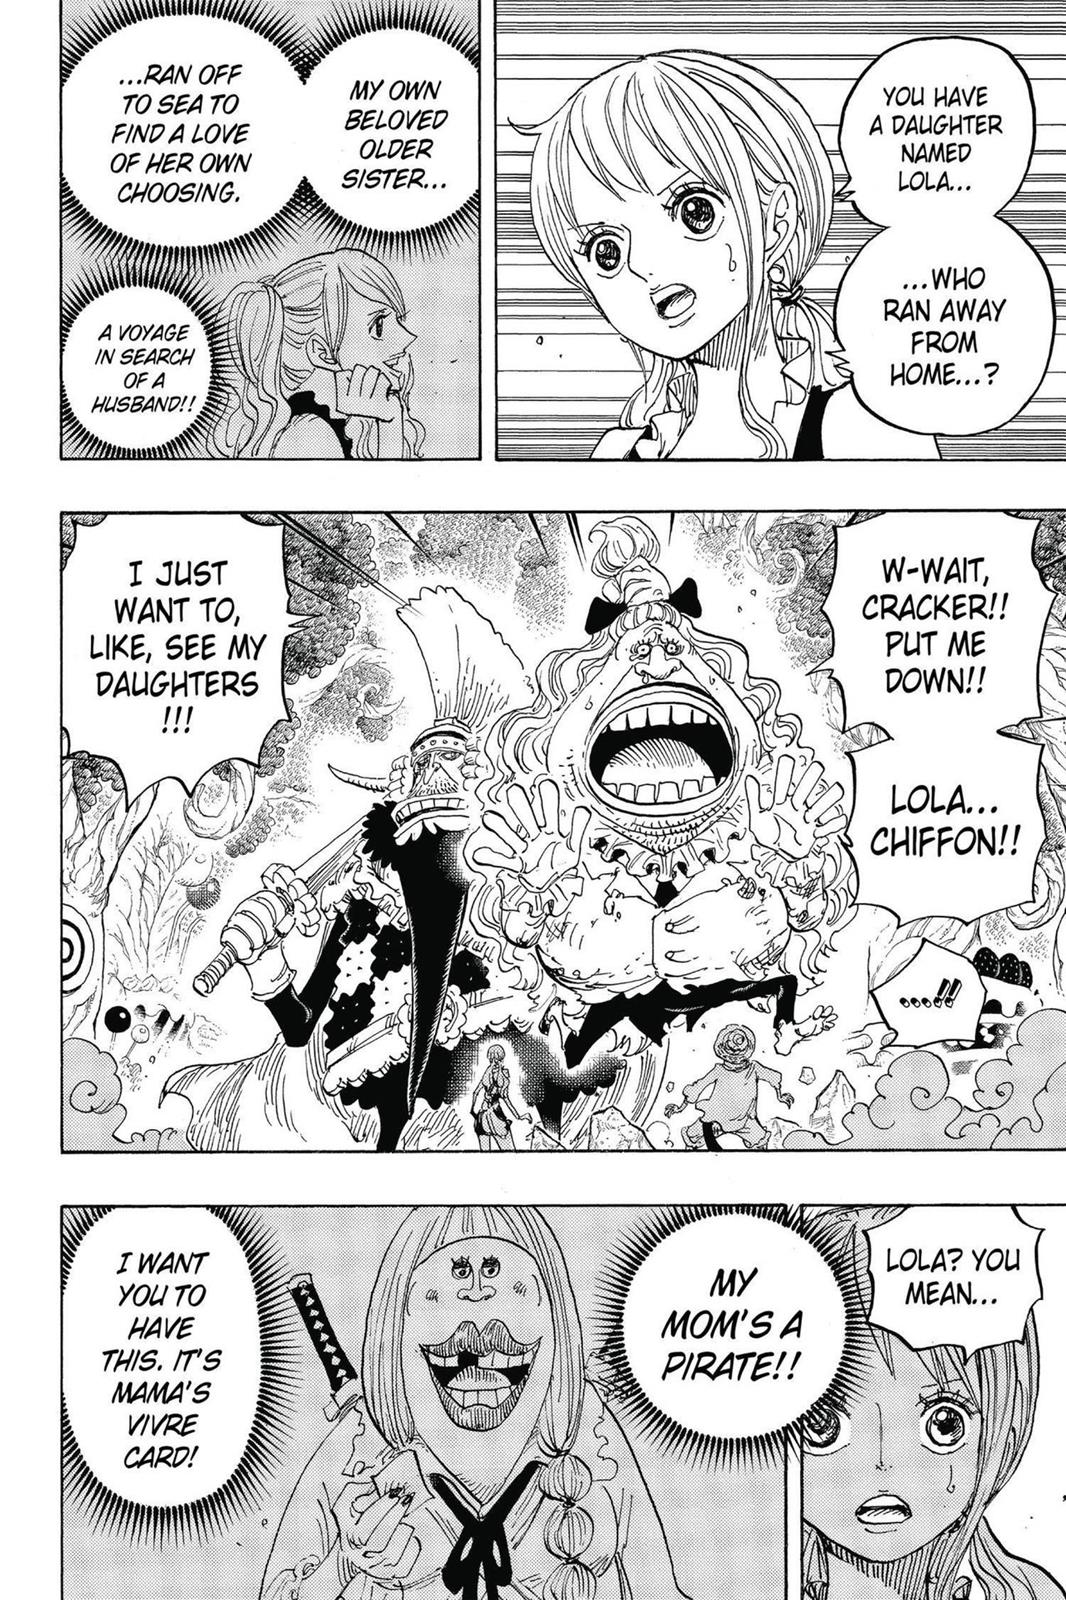 YOU HAVE
A DAUGHTER
NAMED
LOLA...
...WHO
RAN AWAY
FROM
HOME...?
MY OWN
BELOVED
OLDER
SISTER...
...RAN OFF
TO SEA TO
FIND A LOVE
OF HER OWN
CHOOSING.
A VOYAGE
IN SEARCH
OF A
HUSBAND!!
W-WAIT,
CRACKER!!
PUT ME
DOWN!!
LOLA...
CHIFFON!!
I JUST
WANT TO,
LIKE, SEE MY
DAUGHTERS
!!!
...!!
LOLA? YOU
MEAN...
MY
MOM'S A
PIRATE!!
I WANT
YOU TO
HAVE
THIS. IT'S
MAMA'S
VIVRE
CARD!